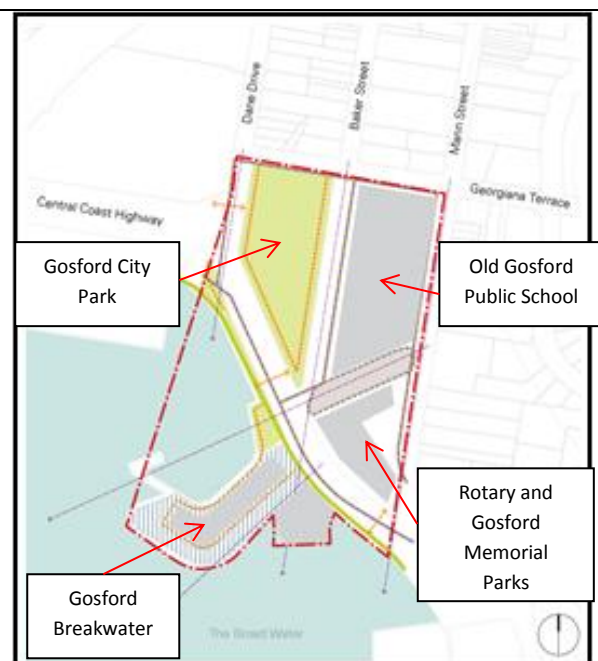 Dane Drive
Baker Street
Mann Street
Georgiana Terrace
Central Coast Highway
Gosford City
Park
Old Gosford
Public School
Rotary and
Gosford
Memorial
Parks
Gosford
Breakwater
The Broad Water